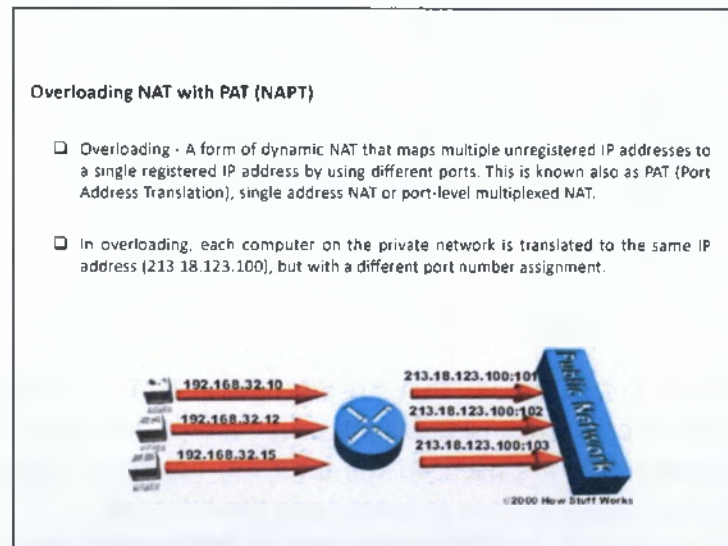 Overloading NAT with PAT (NAPT)
❑ Overloading - A form of dynamic NAT that maps multiple unregistered IP addresses to
a single registered IP address by using different ports. This is known also as PAT (Port
Address Translation), single address NAT or port-level multiplexed NAT.
❑ In overloading, each computer on the private network is translated to the same IP
address (213 18.123.100), but with a different port number assignment.
192.168.32.10
213.18.123.100:101
192.168.32.12
213.18.123.100:102
192.168.32.15
213.18.123.100:103
Public Network
©2000 How Stuff Works